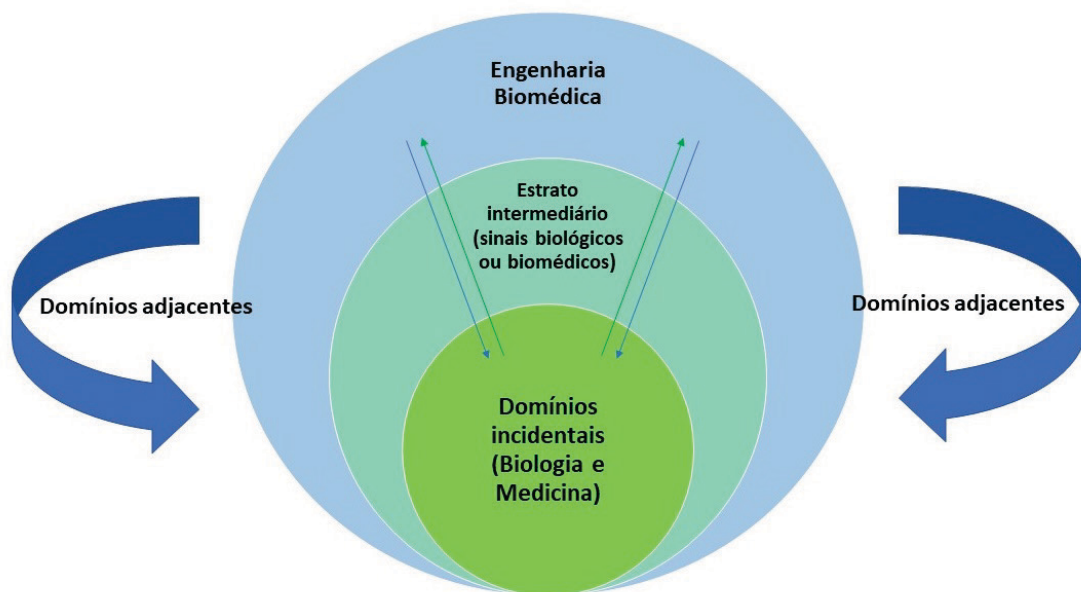 Engenharia
Biomédica
Estrato
intermediário
(sinais biológicos
ou biomédicos)
Domínios adjacentes
Domínios adjacentes
Domínios
incidentais
(Biologia e
Medicina)